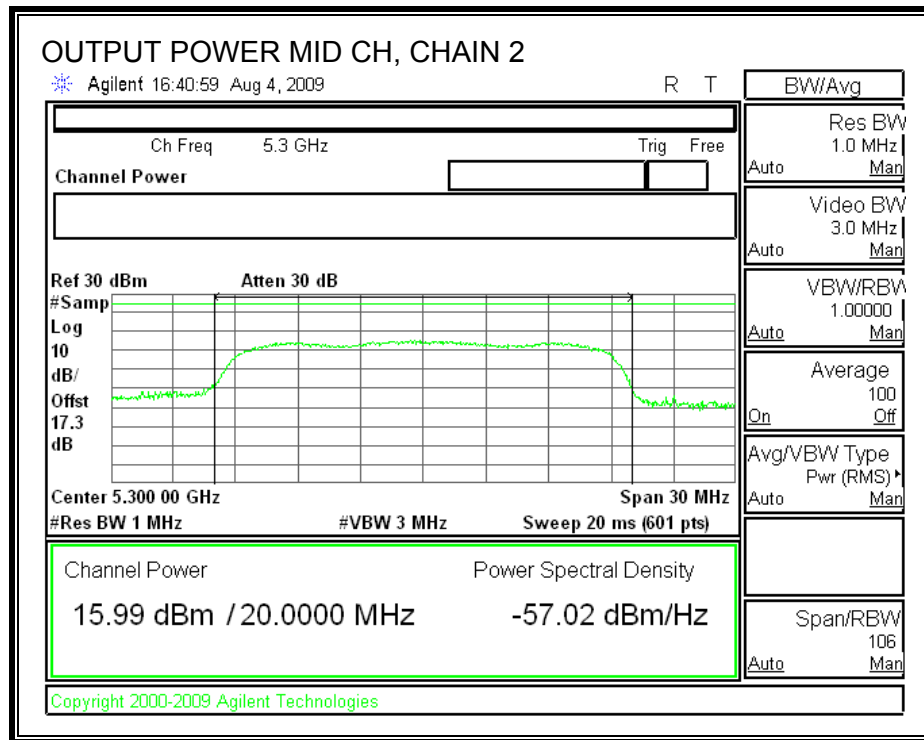 OUTPUT POWER MID CH, CHAIN 2
Agilent 16:40:59 Aug 4, 2009 R T
Ch Freq 5.3 GHz Trig Free
Channel Power
Ref 30 dBm Atten 30 dB
#Samp
Log
10
dB/
Offst
17.3
dB
Center 5.300 00 GHz Span 30 MHz
#Res BW 1 MHz #VBW 3 MHz Sweep 20 ms (601 pts)
Channel Power Power Spectral Density
15.99 dBm / 20.0000 MHz -57.02 dBm/Hz
Copyright 2000-2009 Agilent Technologies
BW/Avg
Res BW
1.0 MHz
Auto Man
Video BW
3.0 MHz
Auto Man
VBW/RBW
1.00000
Auto Man
Average
100
On Off
Avg/VBW Type
Pwr (RMS)
Auto Man
Span/RBW
106
Auto Man